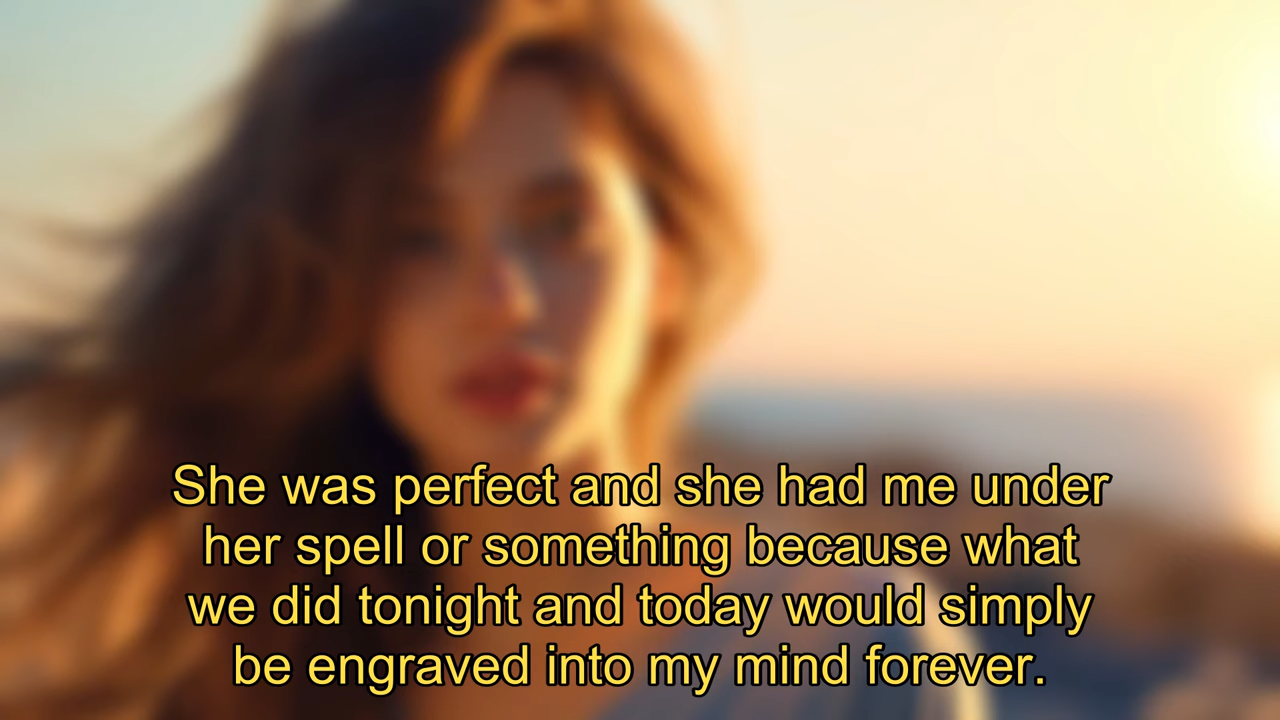 She was perfect and she had me under
her spell or something because what
we did tonight and today would simply
be engraved into my mind forever.